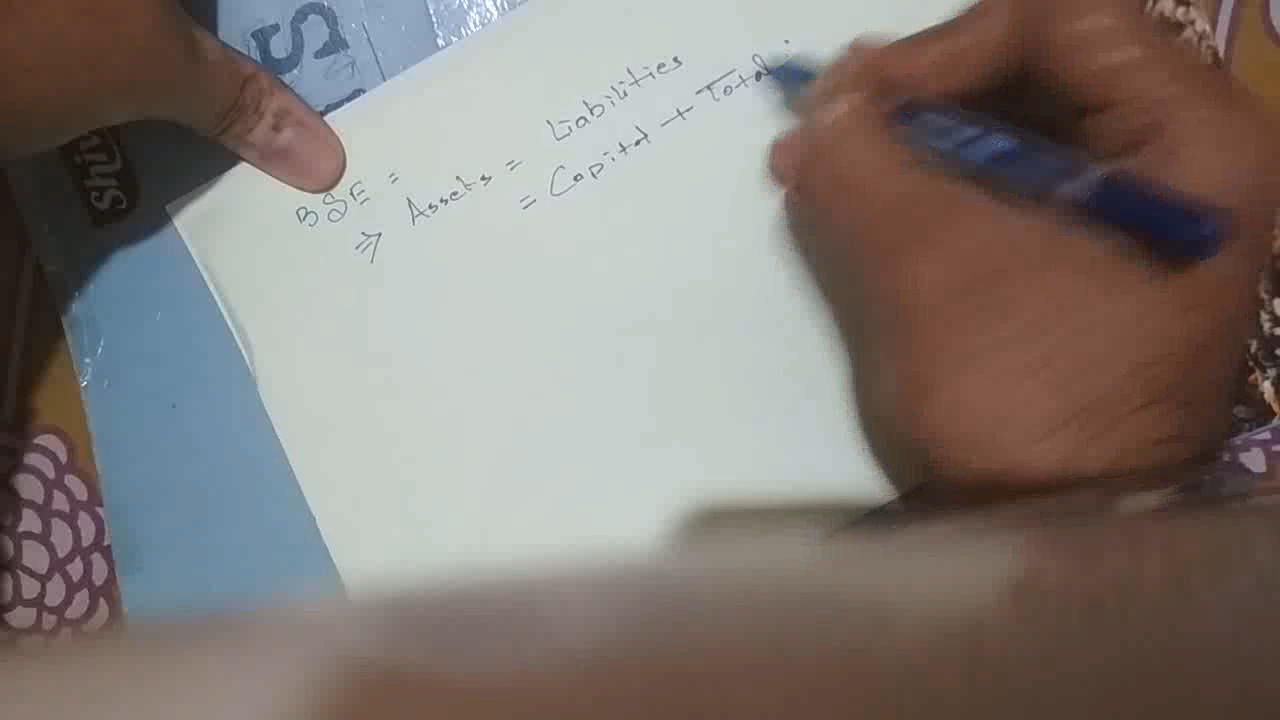 BSE =
⇒ Assets = Liabilities
= Capital + Total